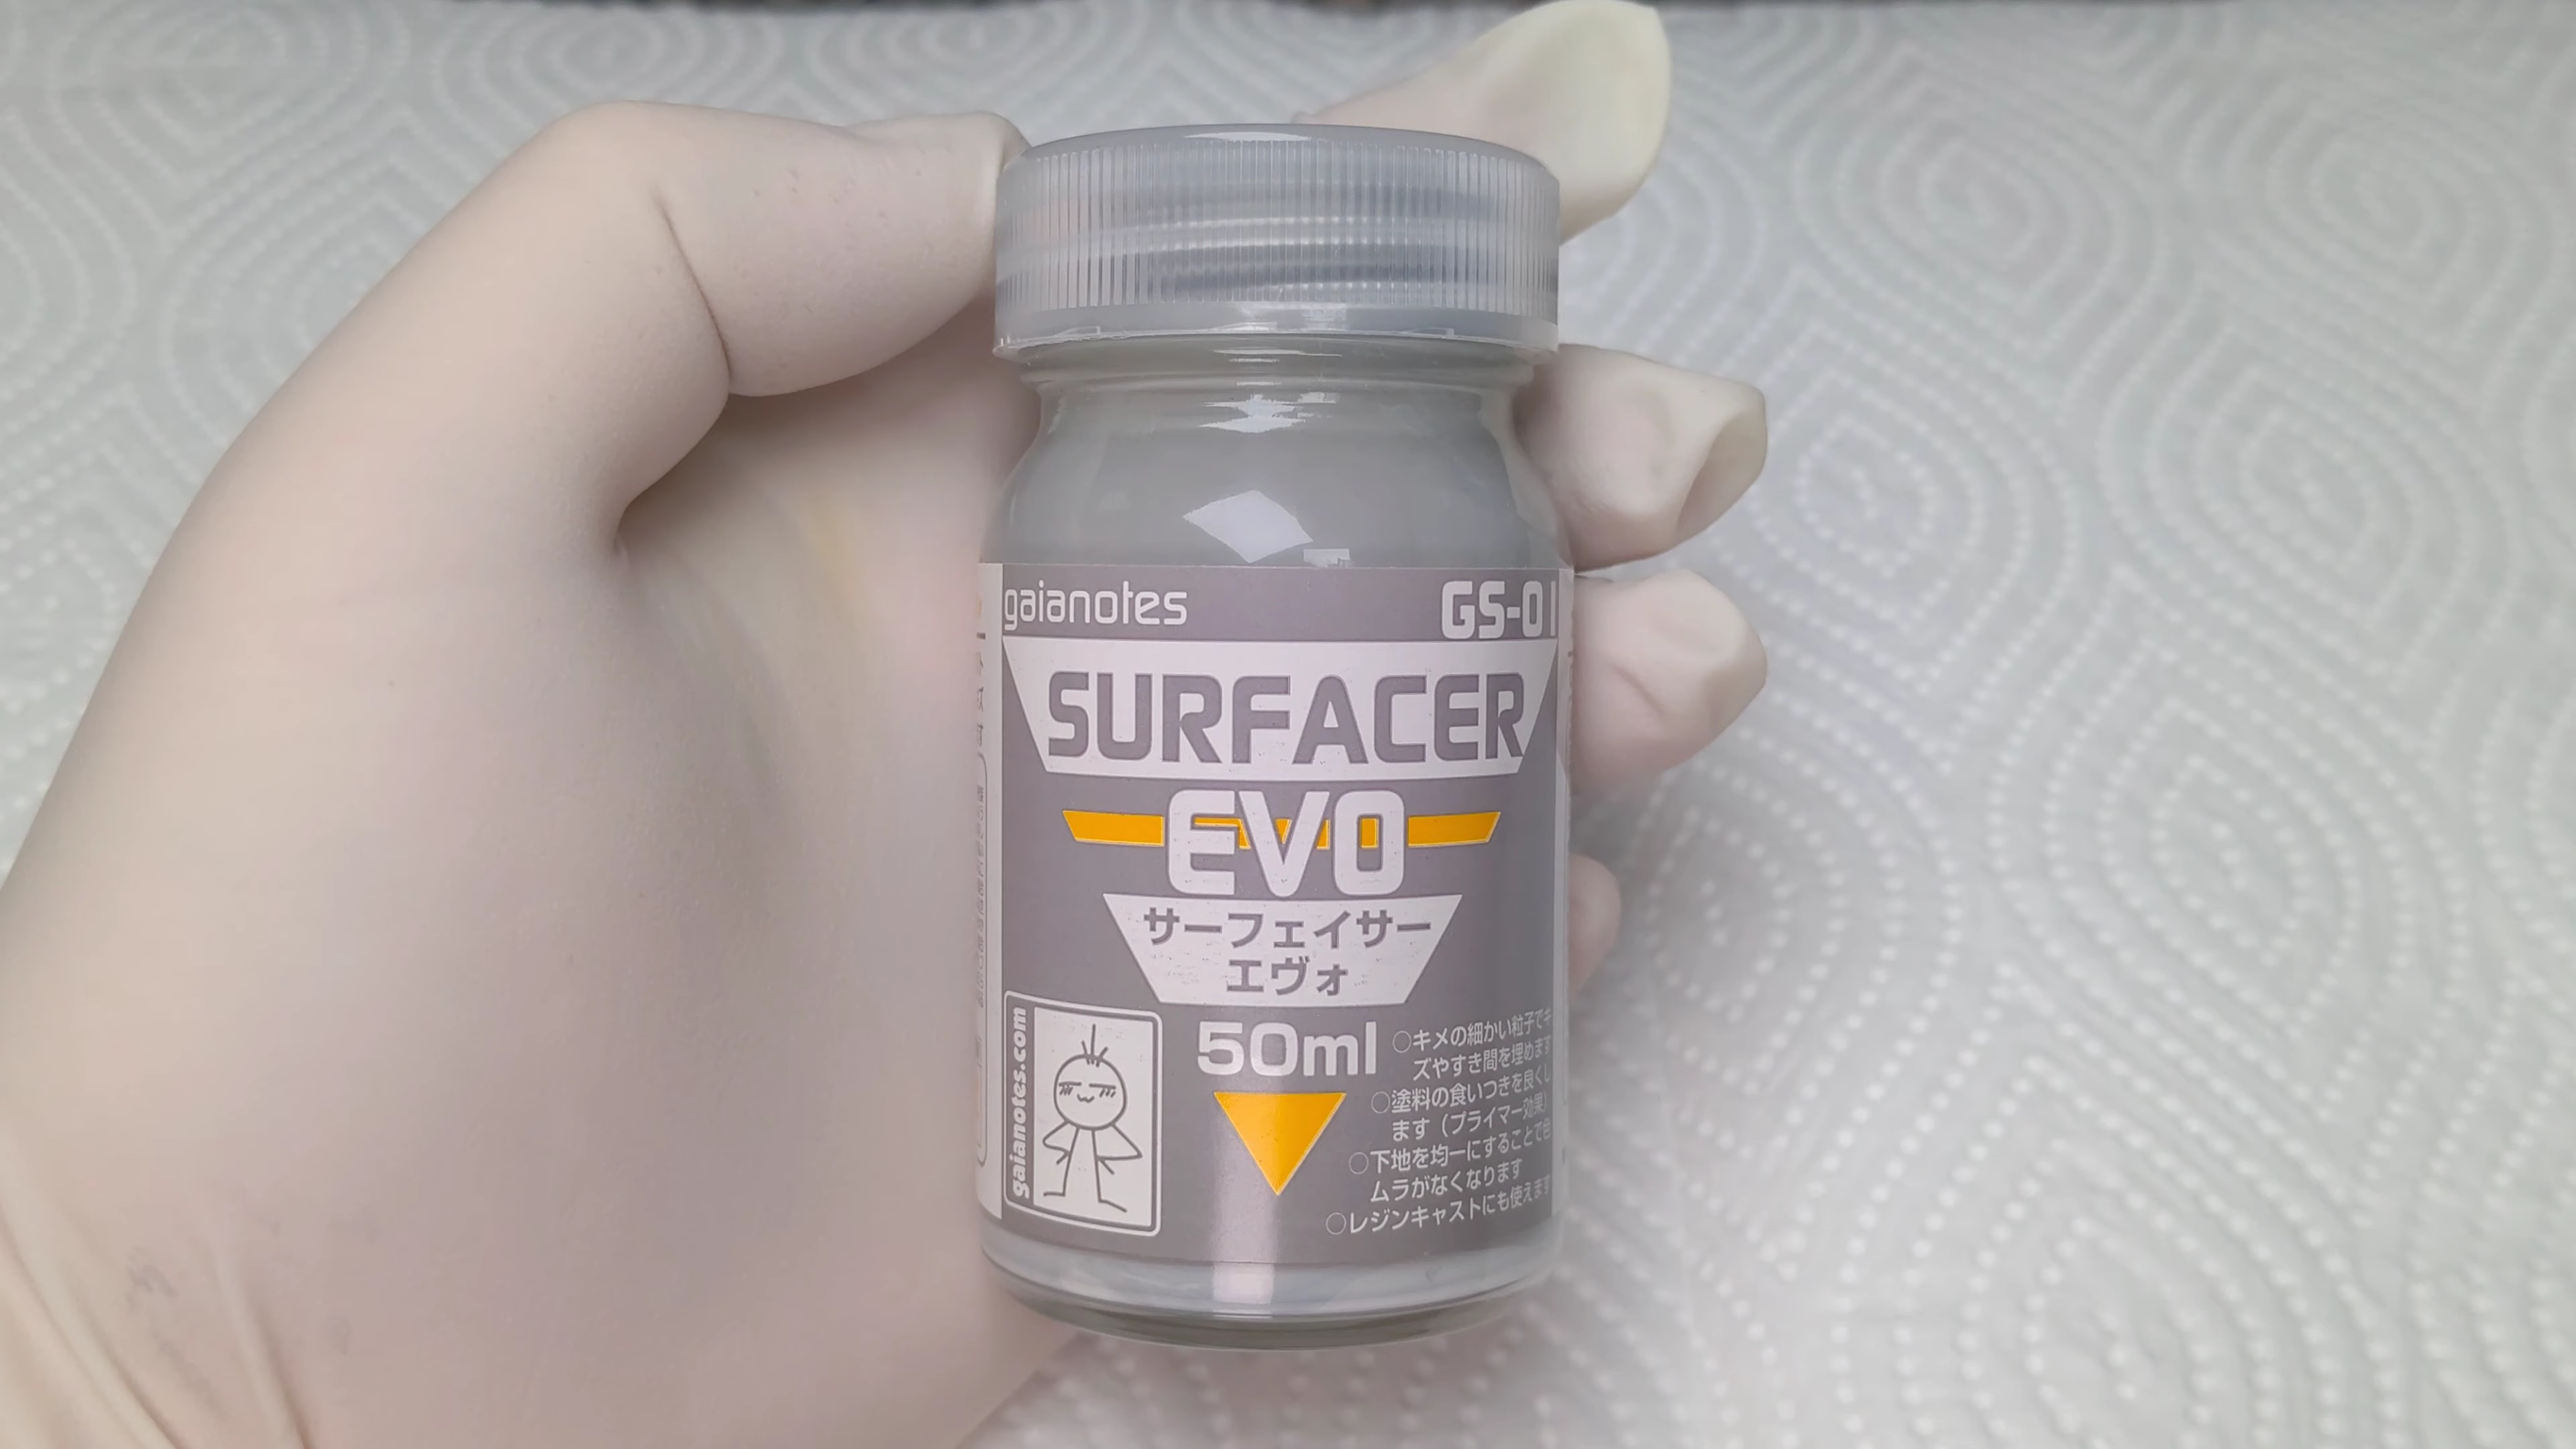 gaianotes
GS-01
SURFACER
EVO
サーフェイサー
エヴォ
50ml
gaianotes.com
○キメの細かい粒子でキ
ズやすき間を埋めます
○塗料の食いつきを良くし
ます（プライマー効果）
○下地を均一にすることで色
ムラがなくなります
○レジンキャストにも使えます